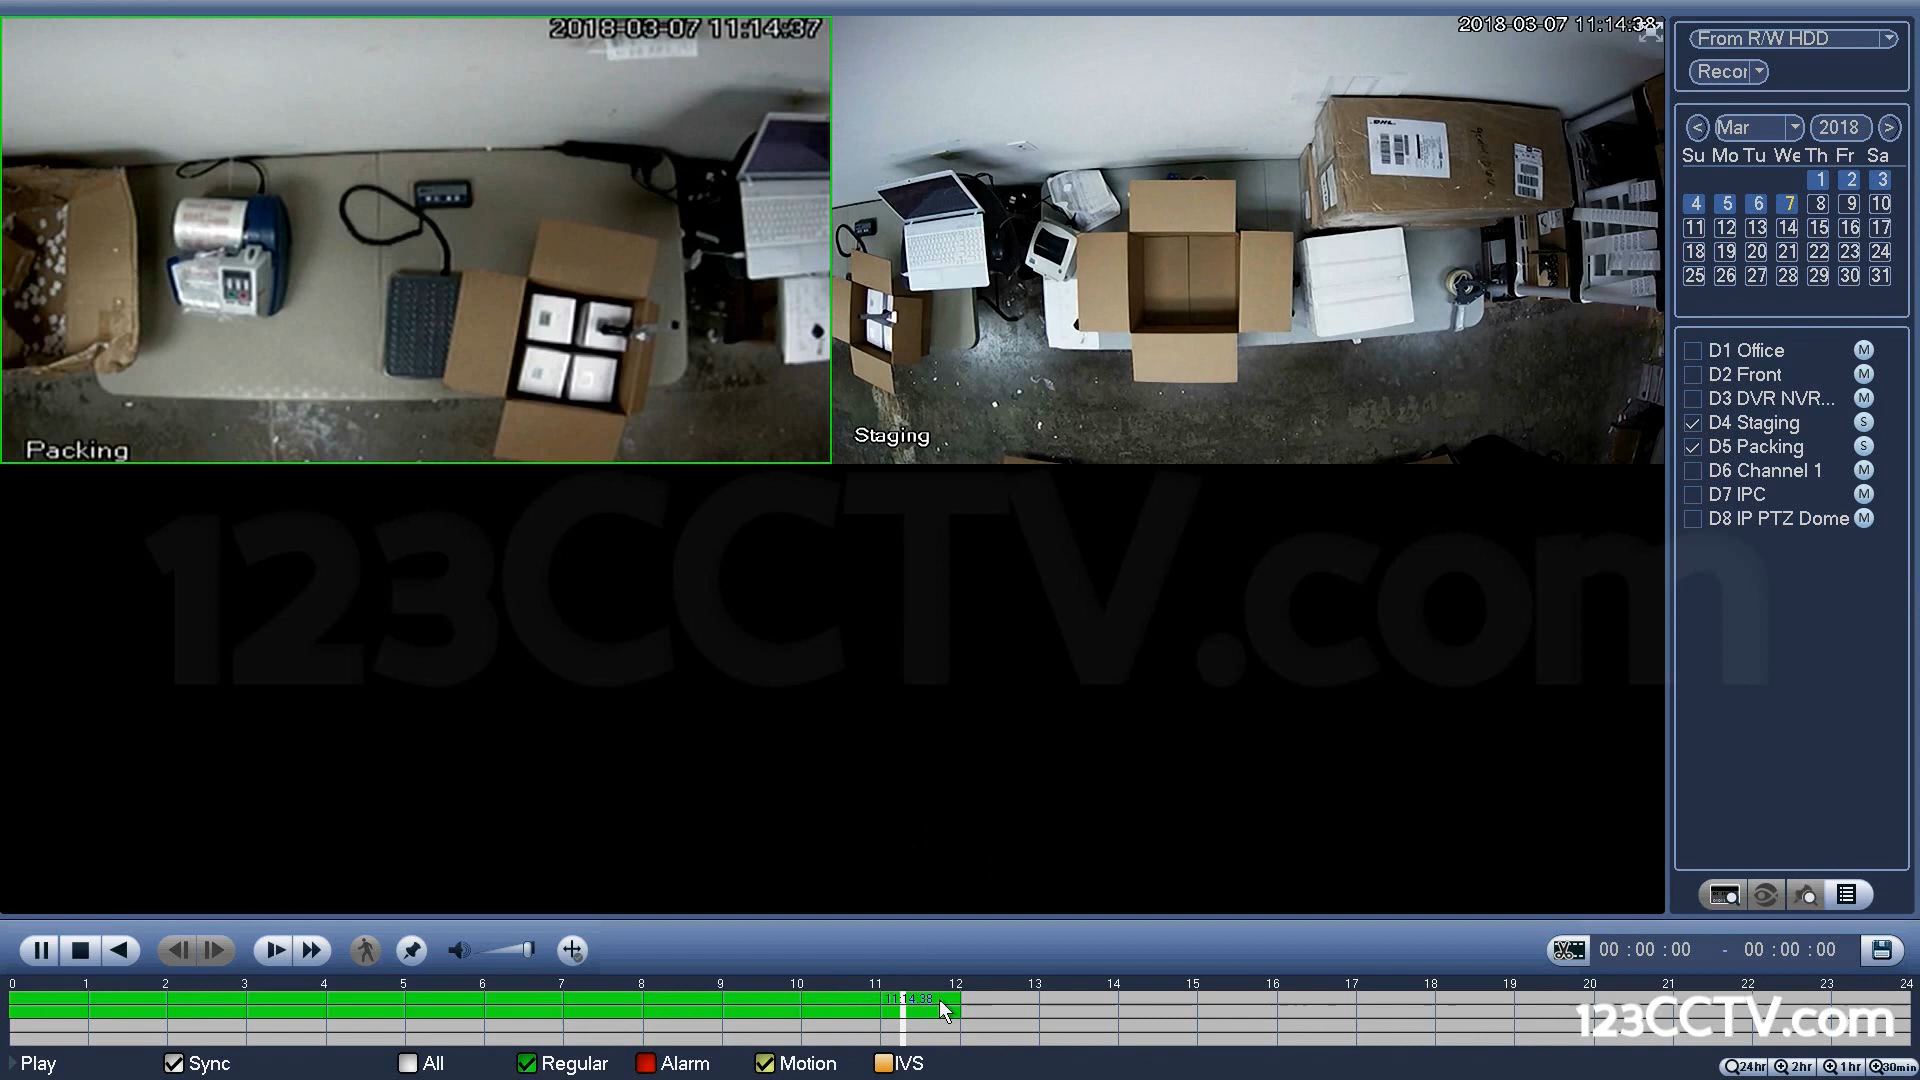 2018-03-07 11:14:37
2018-03-07 11:14:38
Packing
Staging
From R/W HDD
Recor
< Mar 2018 >
Su Mo Tu We Th Fr Sa
1 2 3
4 5 6 7 8 9 10
11 12 13 14 15 16 17
18 19 20 21 22 23 24
25 26 27 28 29 30 31
D1 Office M
D2 Front M
D3 DVR NVR... M
D4 Staging S
D5 Packing S
D6 Channel 1 M
D7 IPC M
D8 IP PTZ Dome M
123CCTV.com
00 : 00 : 00 - 00 : 00 : 00
0 1 2 3 4 5 6 7 8 9 10 11 12 13 14 15 16 17 18 19 20 21 22 23 24
11:14:38
123CCTV.com
Play Sync All Regular Alarm Motion IVS
24hr 2hr 1hr 30min